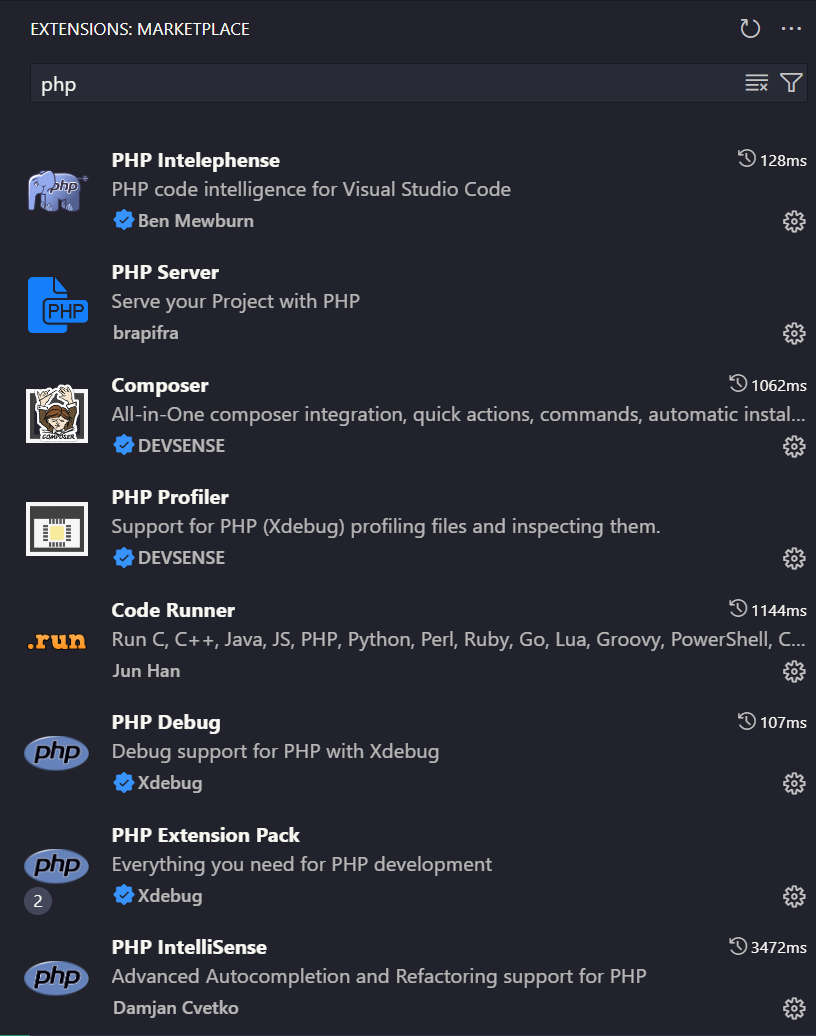 EXTENSIONS: MARKETPLACE
php
PHP Intelephense 128ms
PHP code intelligence for Visual Studio Code
Ben Mewburn
php
PHP Server
Serve your Project with PHP
brapifra
PHP
Composer 1062ms
All-in-One composer integration, quick actions, commands, automatic instal...
DEVSENSE
COMPOSER
PHP Profiler
Support for PHP (Xdebug) profiling files and inspecting them.
DEVSENSE
Code Runner 1144ms
.run Run C, C++, Java, JS, PHP, Python, Perl, Ruby, Go, Lua, Groovy, PowerShell, C...
Jun Han
PHP Debug 107ms
php Debug support for PHP with Xdebug
Xdebug
PHP Extension Pack
php Everything you need for PHP development
2 Xdebug
PHP IntelliSense 3472ms
php Advanced Autocompletion and Refactoring support for PHP
Damjan Cvetko